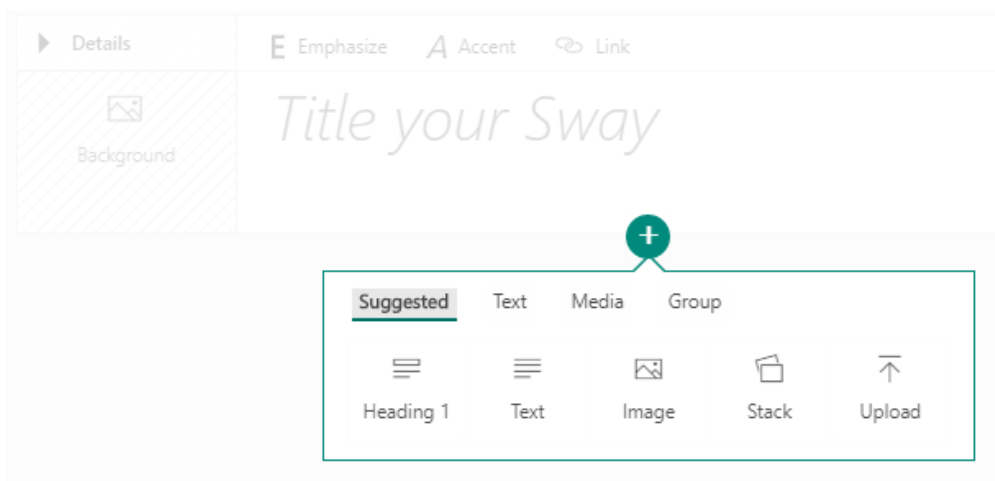 Details
E Emphasize A Accent Link
Background
Title your Sway
+
Suggested Text Media Group
Heading 1 Text Image Stack Upload